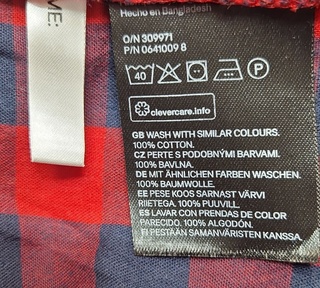 ME:
Hecho en Bangladesh
O/N 309971
P/N 0641009 8
40
P
clevercare.info
GB WASH WITH SIMILAR COLOURS.
100% COTTON.
CZ PERTE S PODOBNÝMI BARVAMI.
100% BAVLNA.
DE MIT ÄHNLICHEN FARBEN WASCHEN.
100% BAUMWOLLE.
EE PESE KOOS SARNAST VÄRVI
RIIETEGA. 100% PUUVILL.
ES LAVAR CON PRENDAS DE COLOR
PARECIDO. 100% ALGODÓN.
FI PESTÄÄN SAMANVÄRISTEN KANSSA.